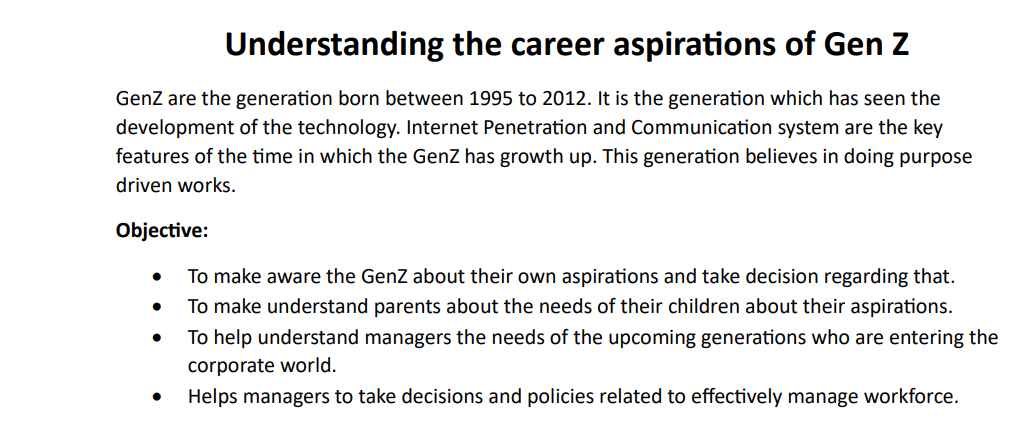 Understanding the career aspirations of Gen Z
GenZ are the generation born between 1995 to 2012. It is the generation which has seen the
development of the technology. Internet Penetration and Communication system are the key
features of the time in which the GenZ has growth up. This generation believes in doing purpose
driven works.
Objective:
• To make aware the GenZ about their own aspirations and take decision regarding that.
• To make understand parents about the needs of their children about their aspirations.
• To help understand managers the needs of the upcoming generations who are entering the
corporate world.
• Helps managers to take decisions and policies related to effectively manage workforce.